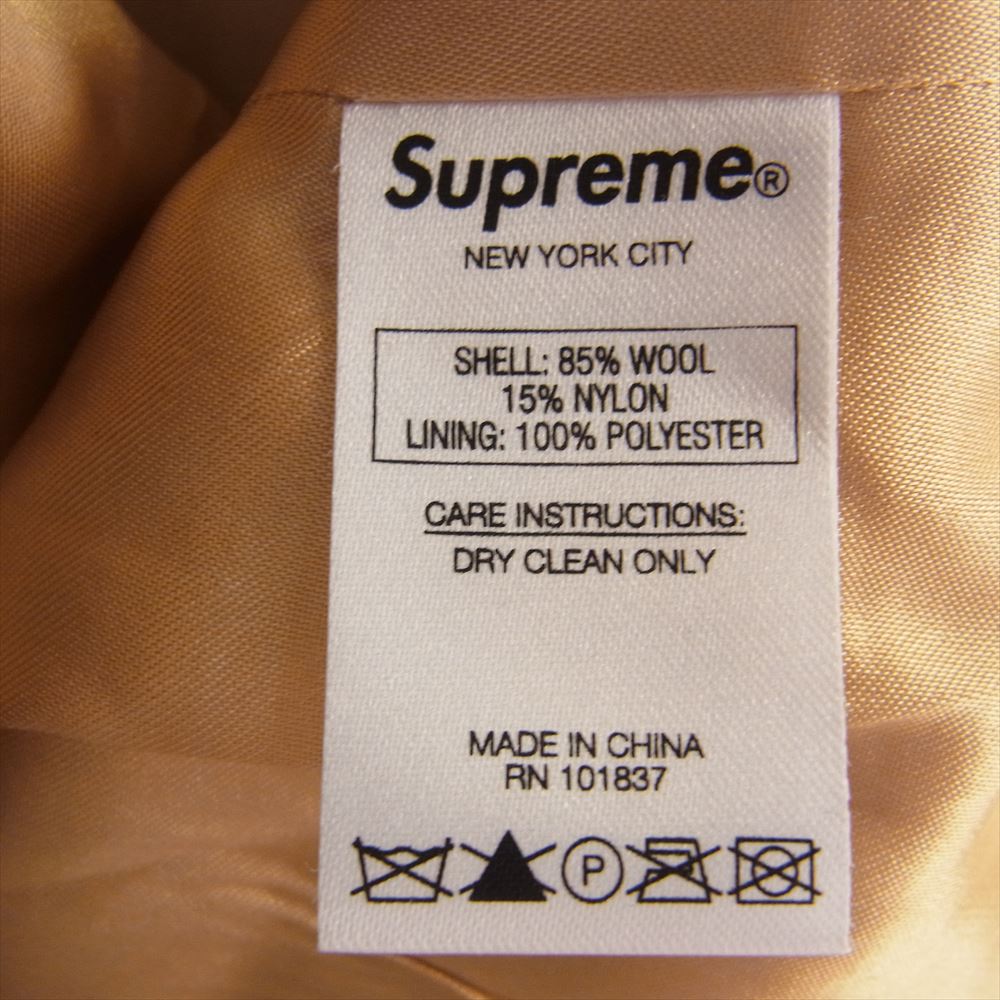 Supreme®
NEW YORK CITY
SHELL: 85% WOOL
15% NYLON
LINING: 100% POLYESTER
CARE INSTRUCTIONS:
DRY CLEAN ONLY
MADE IN CHINA
RN 101837
P